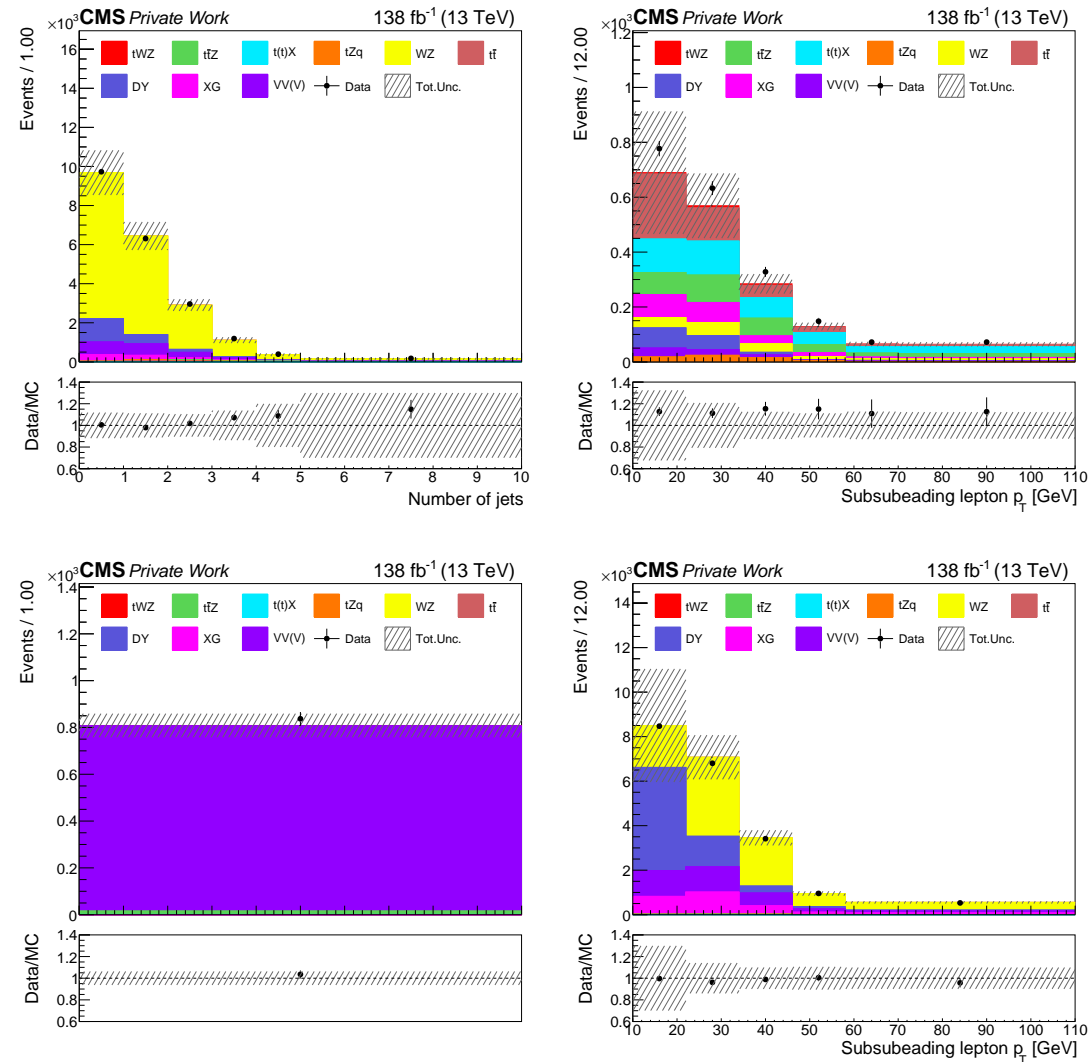 ×10³ CMS Private Work 138 fb⁻¹ (13 TeV)
Events / 1.00
tWZ tt̄Z t(t)X tZq WZ tt̄
DY XG VV(V) Data Tot.Unc.
16
14
12
10
8
6
4
2
0
Data/MC
1.4
1.2
1
0.8
0.6
0 1 2 3 4 5 6 7 8 9 10
Number of jets
×10³ CMS Private Work 138 fb⁻¹ (13 TeV)
Events / 12.00
tWZ tt̄Z t(t)X tZq WZ tt̄
DY XG VV(V) Data Tot.Unc.
1.2
1
0.8
0.6
0.4
0.2
0
Data/MC
1.4
1.2
1
0.8
0.6
10 20 30 40 50 60 70 80 90 100 110
Subsubeading lepton p_T [GeV]
×10³ CMS Private Work 138 fb⁻¹ (13 TeV)
Events / 1.00
tWZ tt̄Z t(t)X tZq WZ tt̄
DY XG VV(V) Data Tot.Unc.
1.4
1.2
1
0.8
0.6
0.4
0.2
0
Data/MC
1.4
1.2
1
0.8
0.6
×10³ CMS Private Work 138 fb⁻¹ (13 TeV)
Events / 12.00
tWZ tt̄Z t(t)X tZq WZ tt̄
DY XG VV(V) Data Tot.Unc.
14
12
10
8
6
4
2
0
Data/MC
1.4
1.2
1
0.8
0.6
10 20 30 40 50 60 70 80 90 100 110
Subsubeading lepton p_T [GeV]